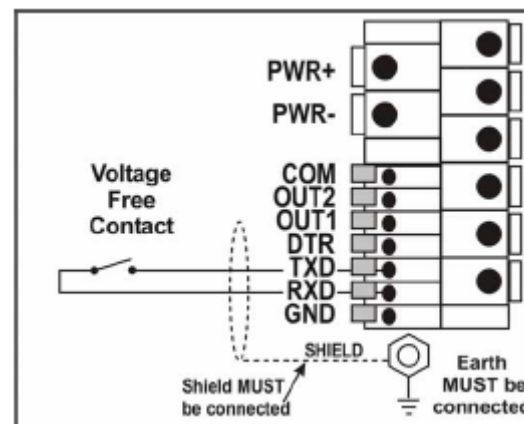 PWR+
PWR-
COM
OUT2
OUT1
DTR
TXD
RXD
GND
Voltage
Free
Contact
SHIELD
Shield MUST
be connected
Earth
MUST be
connected